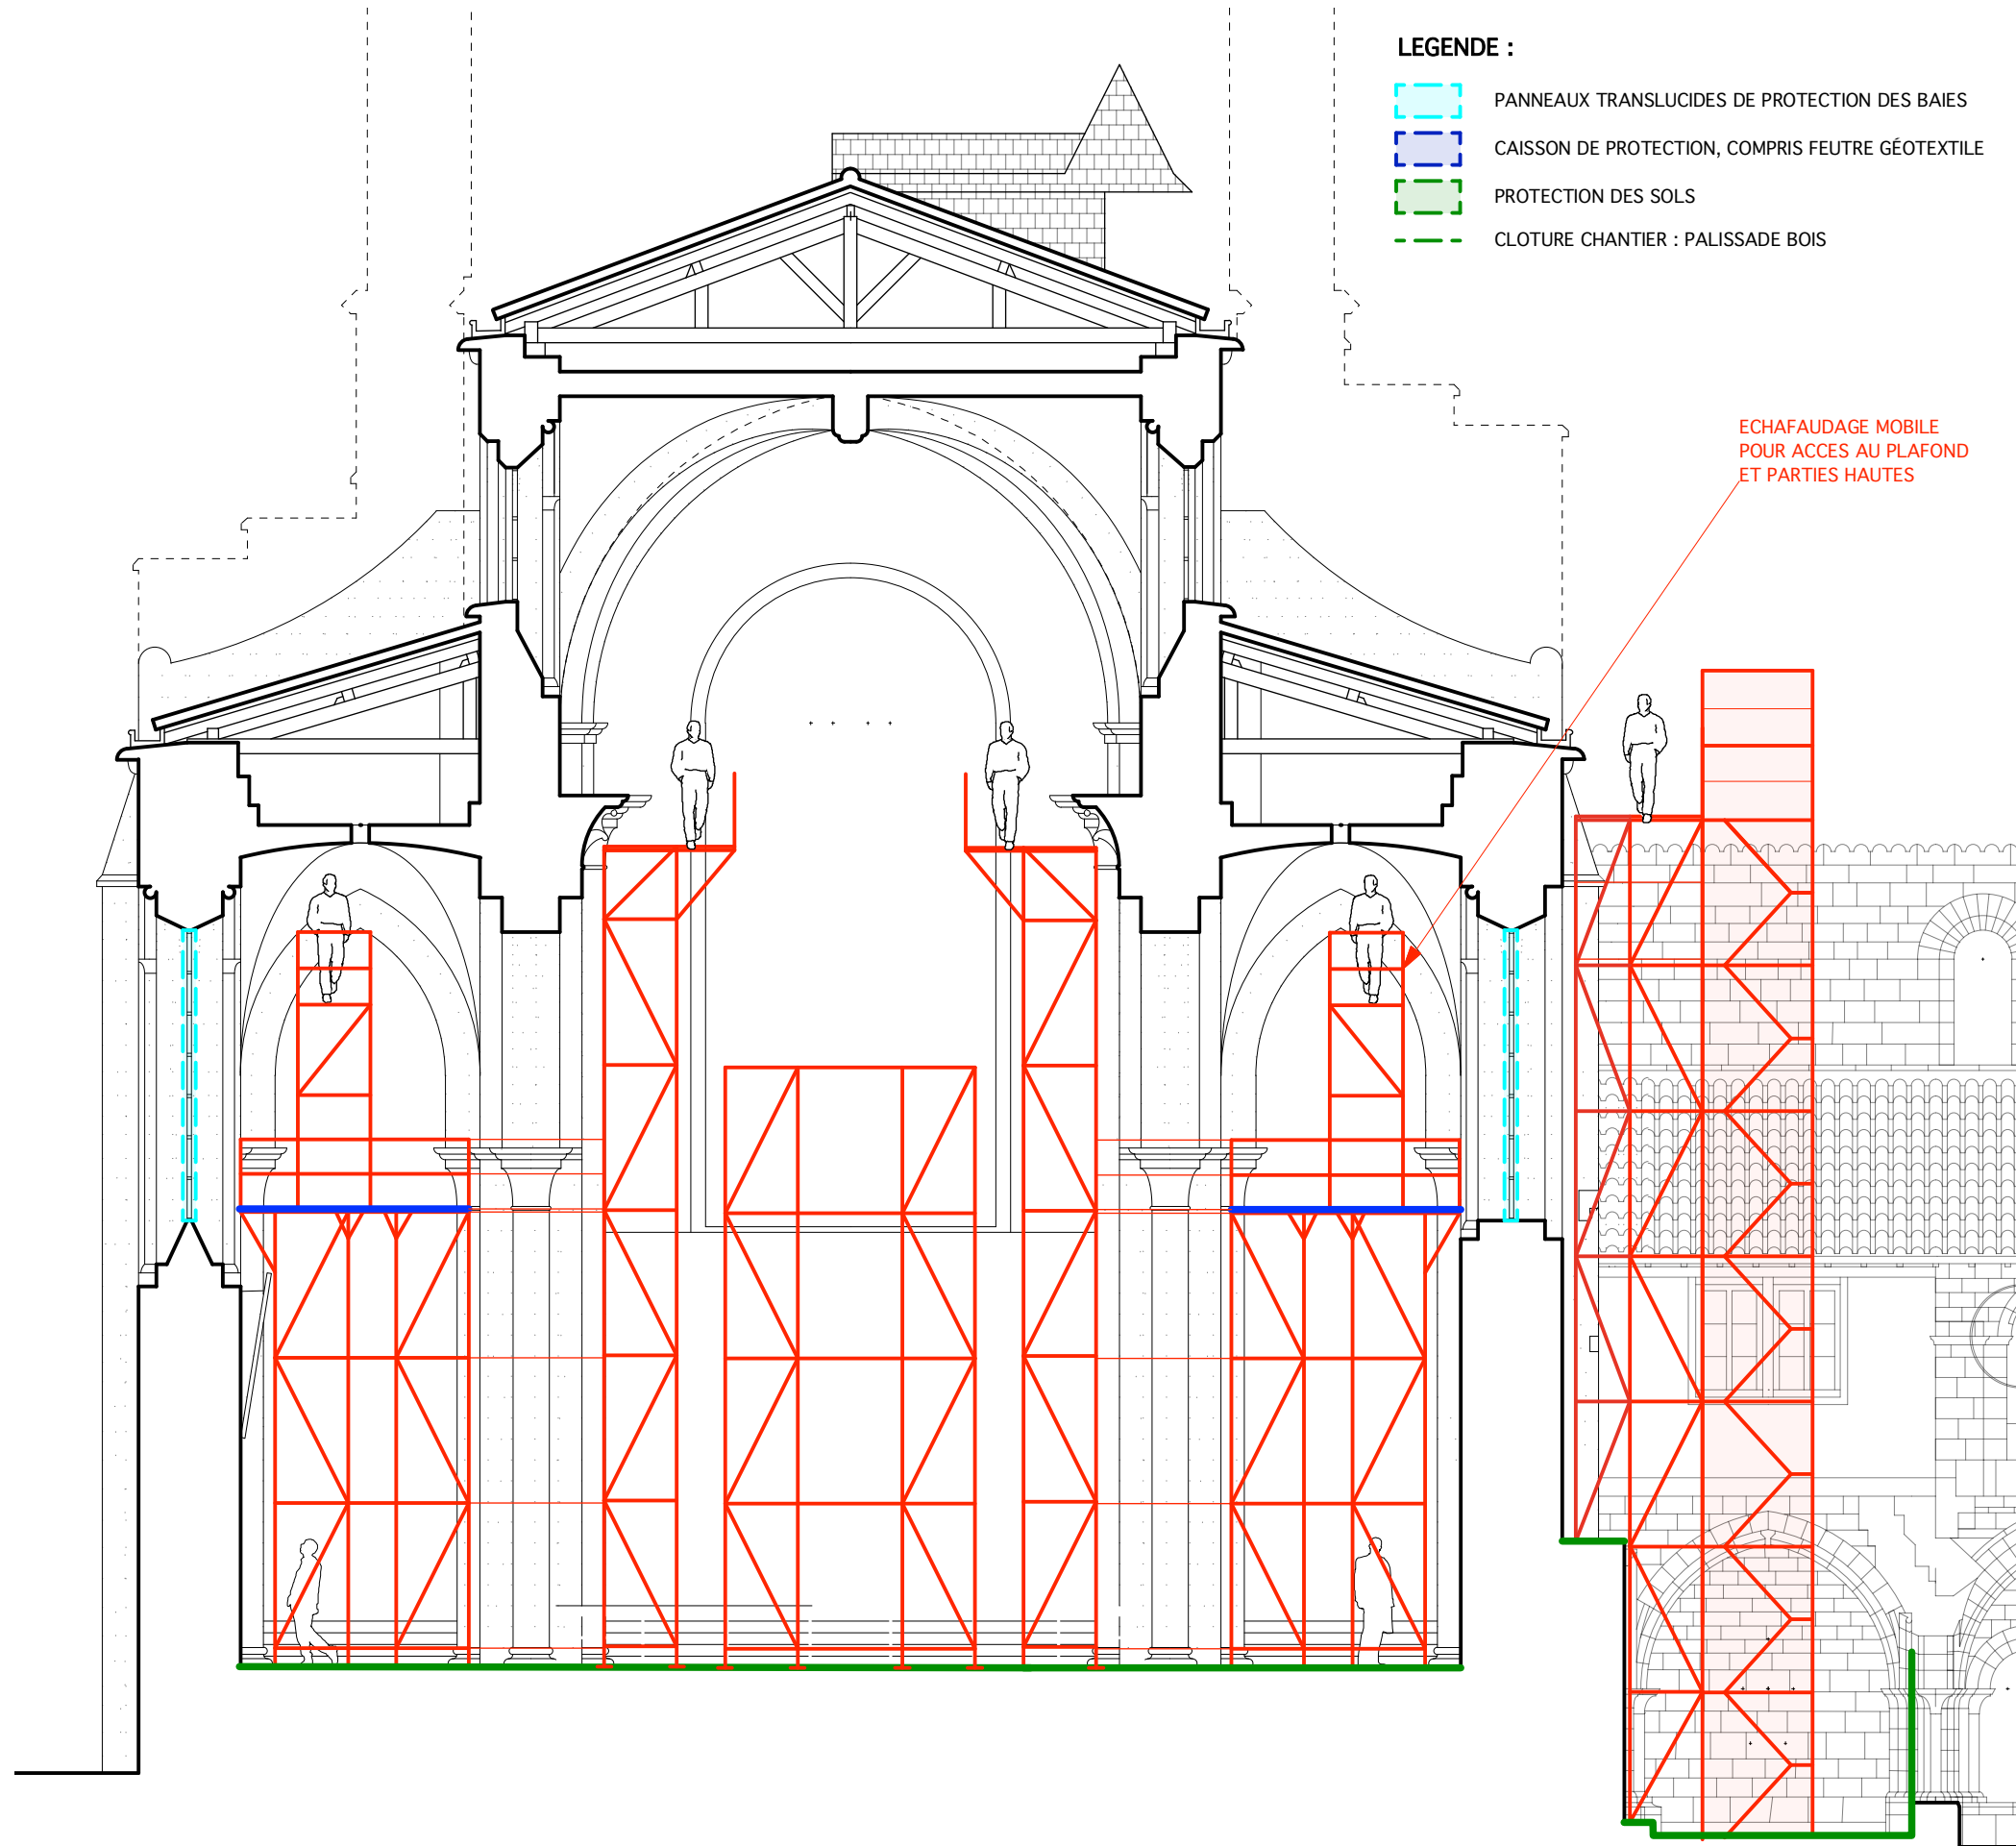 LEGENDE :
PANNEAUX TRANSLUCIDES DE PROTECTION DES BAIES
CAISSON DE PROTECTION, COMPRIS FEUTRE GÉOTEXTILE
PROTECTION DES SOLS
CLOTURE CHANTIER : PALISSADE BOIS
ECHAFAUDAGE MOBILE
POUR ACCES AU PLAFOND
ET PARTIES HAUTES